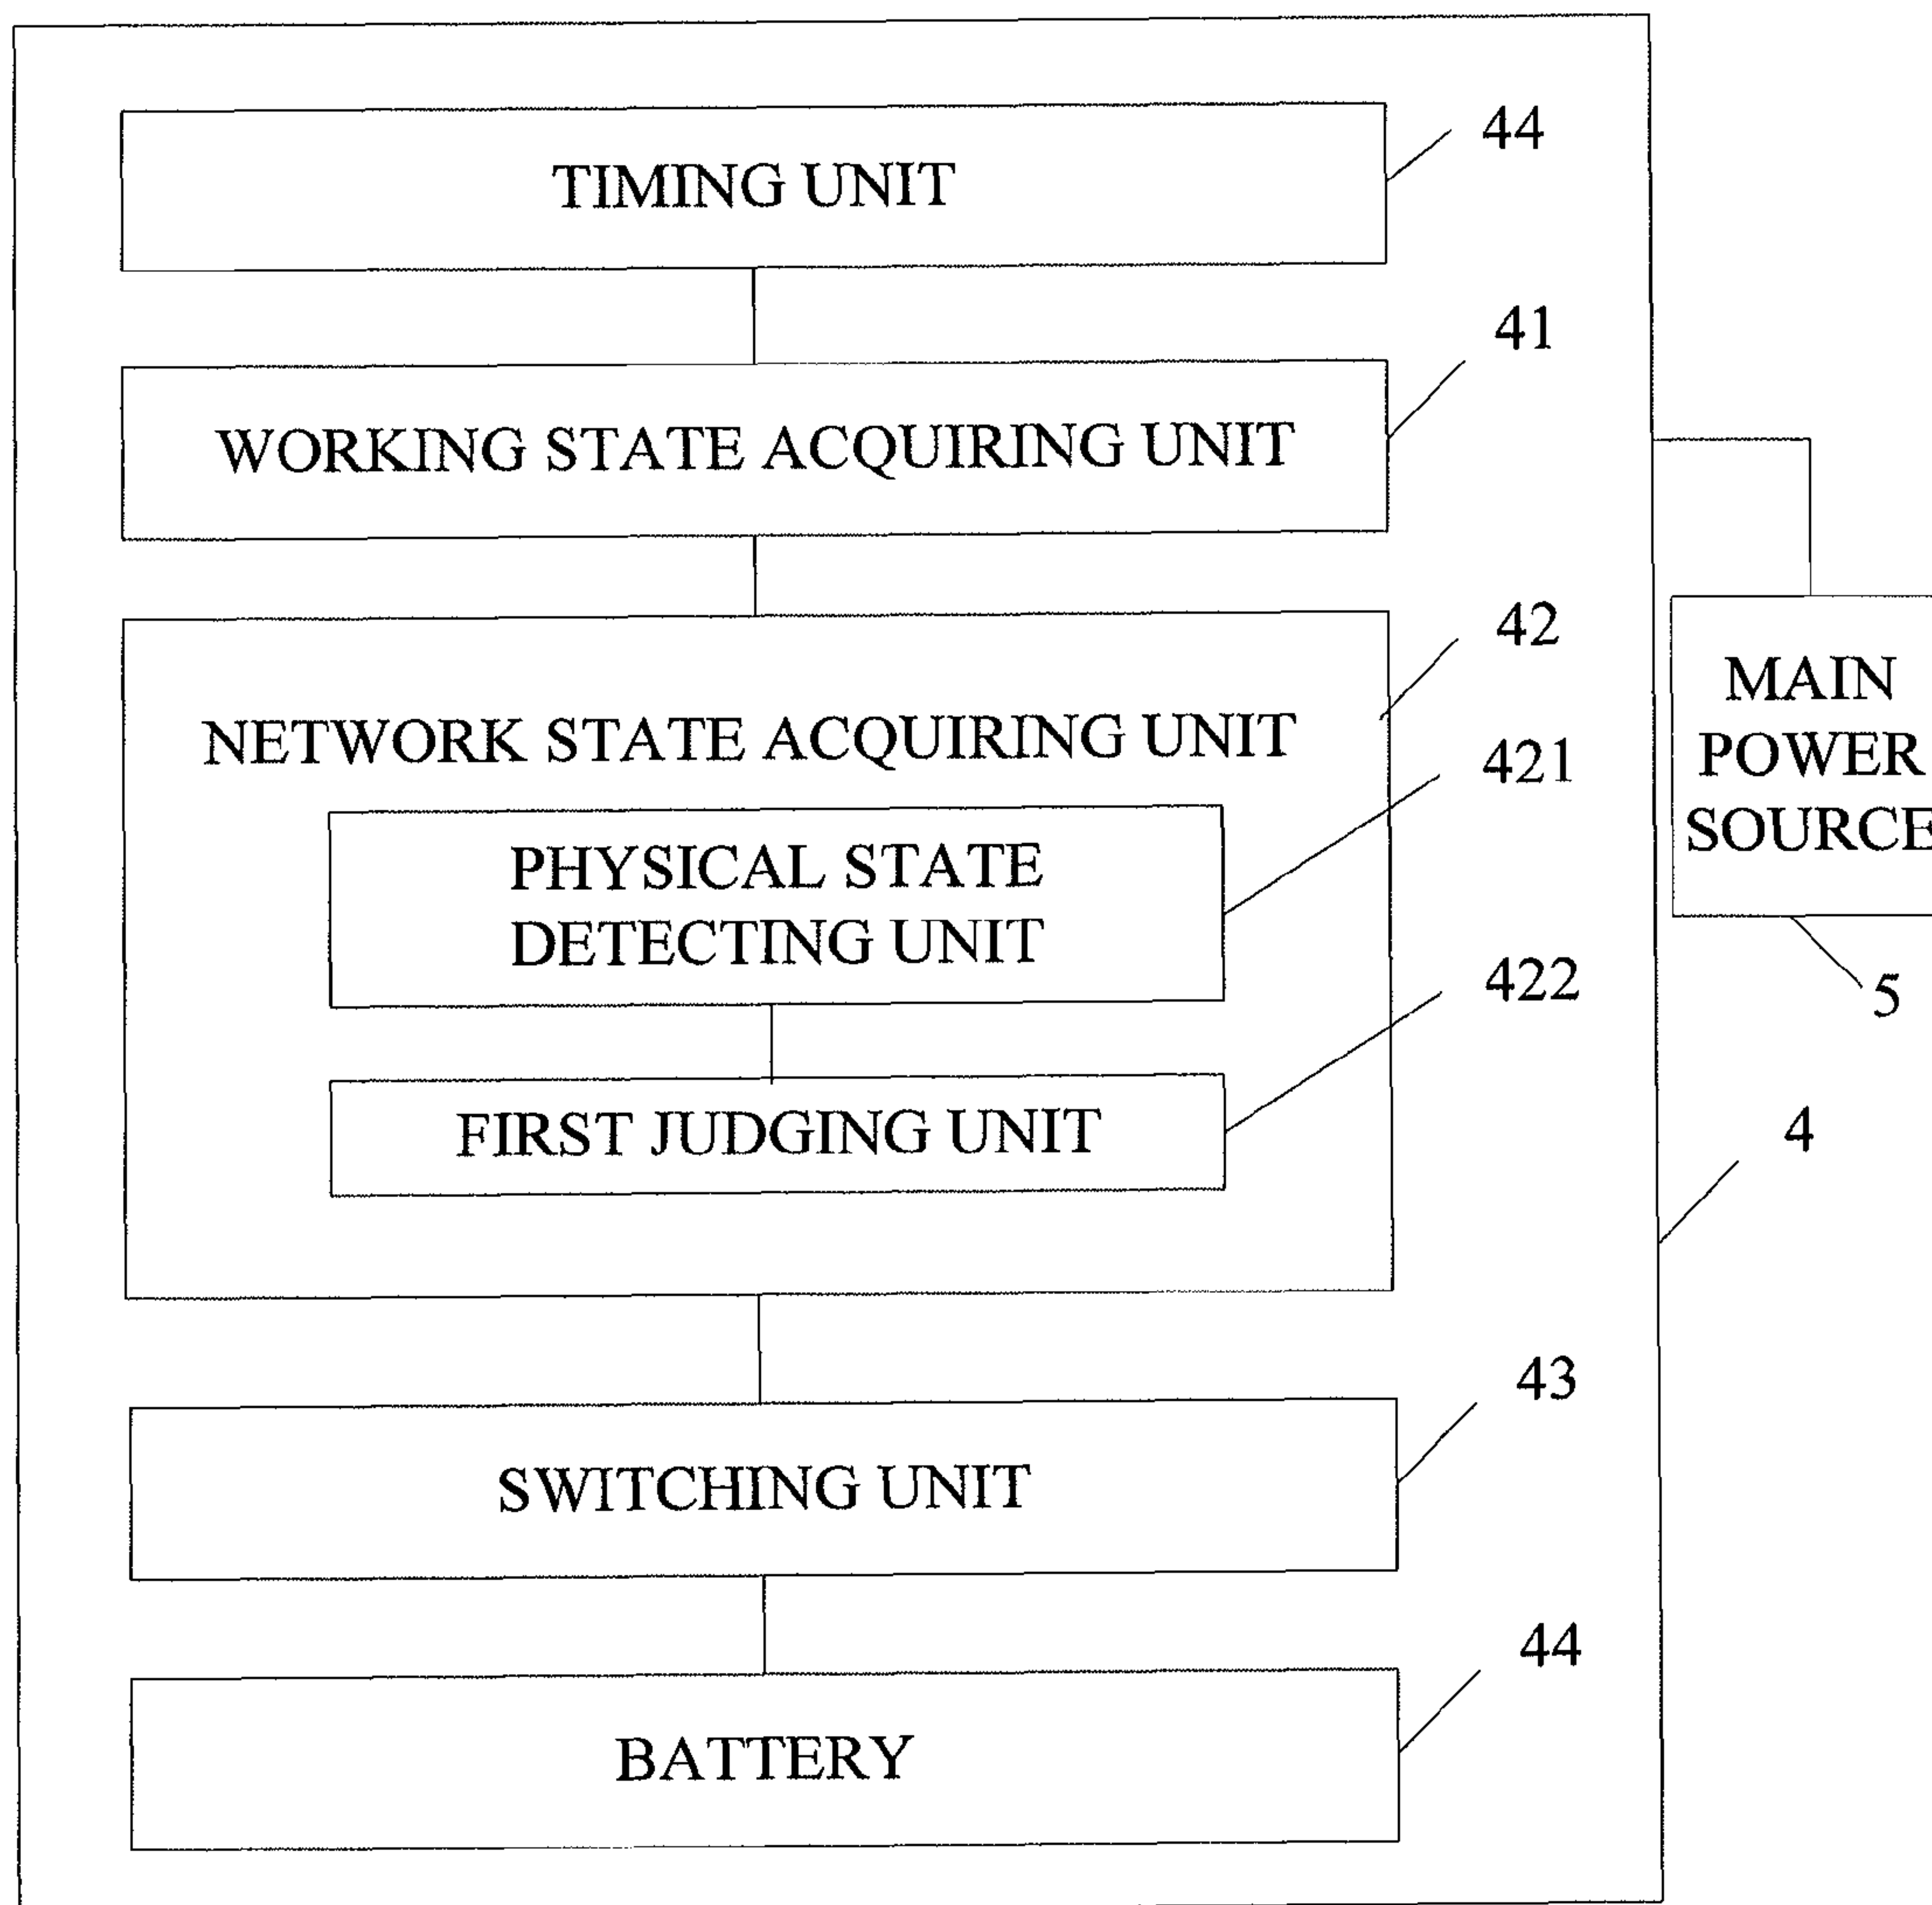 TIMING UNIT
44
WORKING STATE ACQUIRING UNIT
41
NETWORK STATE ACQUIRING UNIT
42
PHYSICAL STATE
DETECTING UNIT
421
FIRST JUDGING UNIT
422
SWITCHING UNIT
43
BATTERY
44
MAIN
POWER
SOURCE
5
4